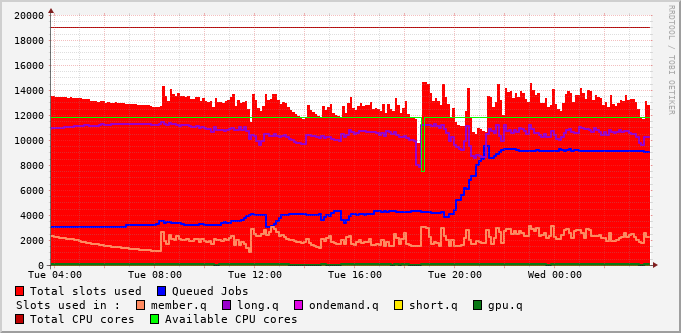 20000
18000
16000
14000
12000
10000
8000
6000
4000
2000
0
Tue 04:00 Tue 08:00 Tue 12:00 Tue 16:00 Tue 20:00 Wed 00:00
RRDTOOL / TOBI OETIKER
Total slots used Queued Jobs
Slots used in : member.q long.q ondemand.q short.q gpu.q
Total CPU cores Available CPU cores